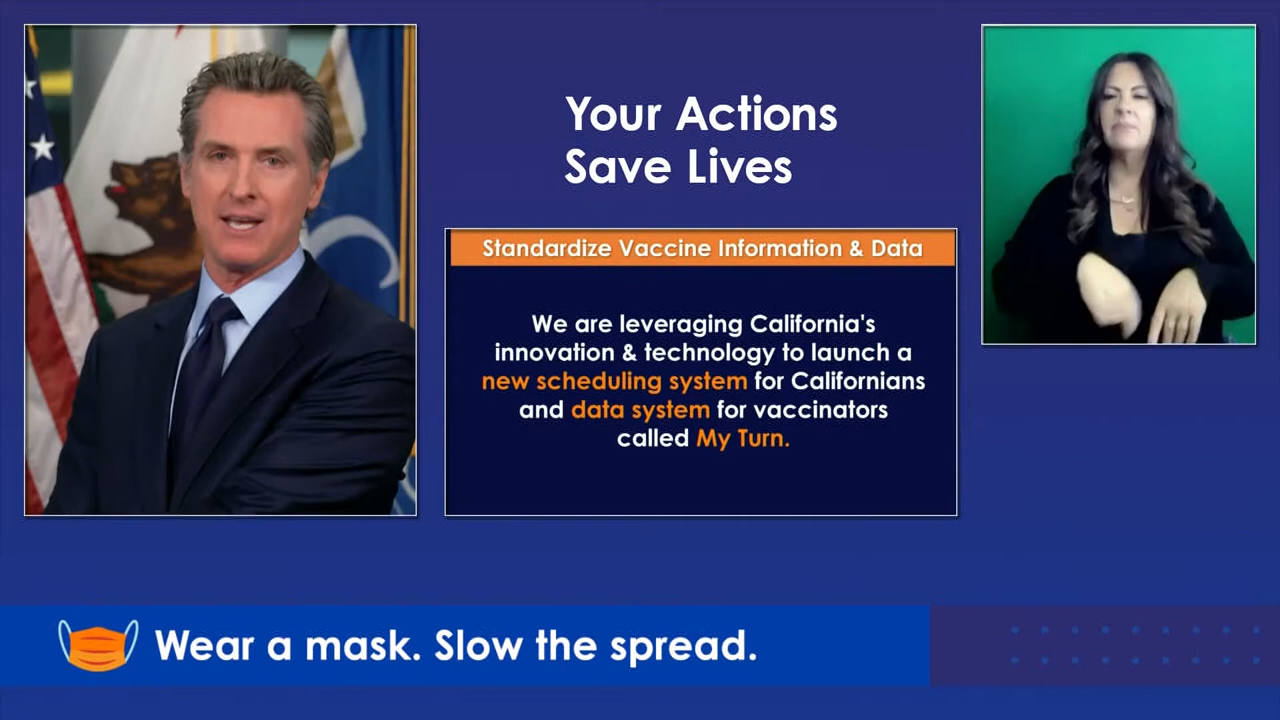 Your Actions
Save Lives
Standardize Vaccine Information & Data
We are leveraging California's
innovation & technology to launch a
new scheduling system for Californians
and data system for vaccinators
called My Turn.
Wear a mask. Slow the spread.